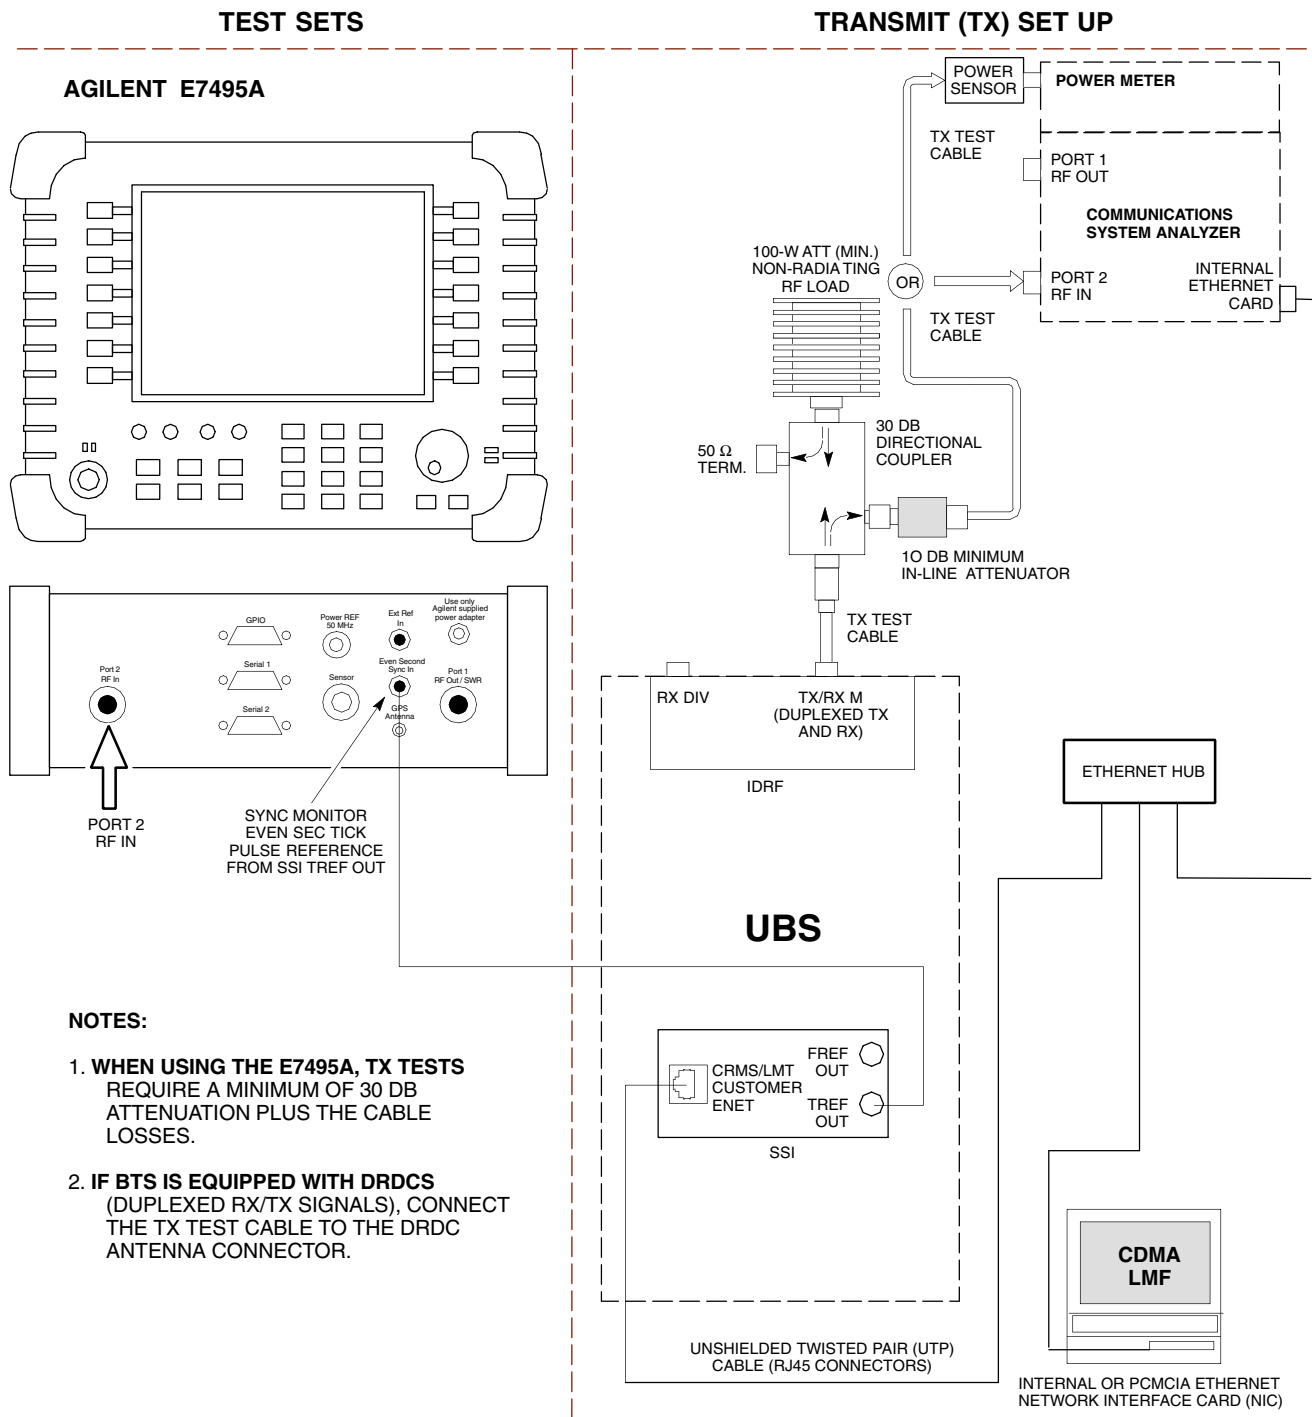 TEST SETS
TRANSMIT (TX) SET UP
AGILENT E7495A
POWER
SENSOR
POWER METER
TX TEST
CABLE
PORT 1
RF OUT
COMMUNICATIONS
SYSTEM ANALYZER
100-W ATT (MIN.)
NON-RADIA TING
RF LOAD
OR
PORT 2
RF IN
INTERNAL
ETHERNET
CARD
TX TEST
CABLE
50 Ω
TERM.
30 DB
DIRECTIONAL
COUPLER
1O DB MINIMUM
IN-LINE ATTENUATOR
TX TEST
CABLE
GPIO
Power REF
50 MHz
Ext Ref
In
Use only
Agilent supplied
power adapter
Port 2
RF In
Serial 1
Sensor
Even Second
Sync In
Port 1
RF Out / SWR
Serial 2
GPS
Antenna
PORT 2
RF IN
SYNC MONITOR
EVEN SEC TICK
PULSE REFERENCE
FROM SSI TREF OUT
RX DIV
TX/RX M
(DUPLEXED TX
AND RX)
IDRF
ETHERNET HUB
UBS
FREF
OUT
CRMS/LMT
CUSTOMER
ENET
TREF
OUT
SSI
NOTES:
1. WHEN USING THE E7495A, TX TESTS
REQUIRE A MINIMUM OF 30 DB
ATTENUATION PLUS THE CABLE
LOSSES.
2. IF BTS IS EQUIPPED WITH DRDCS
(DUPLEXED RX/TX SIGNALS), CONNECT
THE TX TEST CABLE TO THE DRDC
ANTENNA CONNECTOR.
CDMA
LMF
UNSHIELDED TWISTED PAIR (UTP)
CABLE (RJ45 CONNECTORS)
INTERNAL OR PCMCIA ETHERNET
NETWORK INTERFACE CARD (NIC)